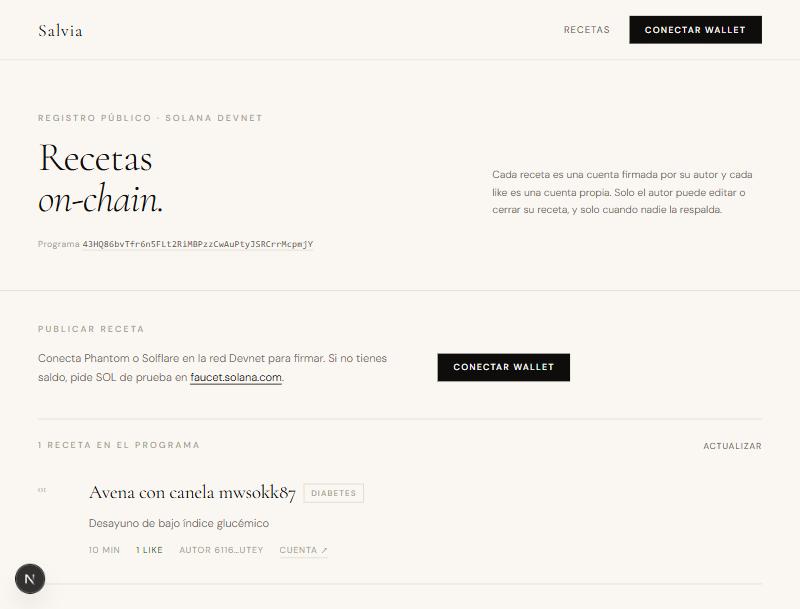 Salvia
RECETAS
CONECTAR WALLET
REGISTRO PÚBLICO · SOLANA DEVNET
Recetas
on-chain.
Cada receta es una cuenta firmada por su autor y cada
like es una cuenta propia. Solo el autor puede editar o
cerrar su receta, y solo cuando nadie la respalda.
Programa 43HQ86bvTfr6n5FLt2RiMBPzzCwAuPtyJSRCrrMcpmjY
PUBLICAR RECETA
Conecta Phantom o Solflare en la red Devnet para firmar. Si no tienes
saldo, pide SOL de prueba en faucet.solana.com.
CONECTAR WALLET
1 RECETA EN EL PROGRAMA
ACTUALIZAR
01
Avena con canela mwsokk87
DIABETES
Desayuno de bajo índice glucémico
10 MIN
1 LIKE
AUTOR 6116…UTEY
CUENTA ↗
N